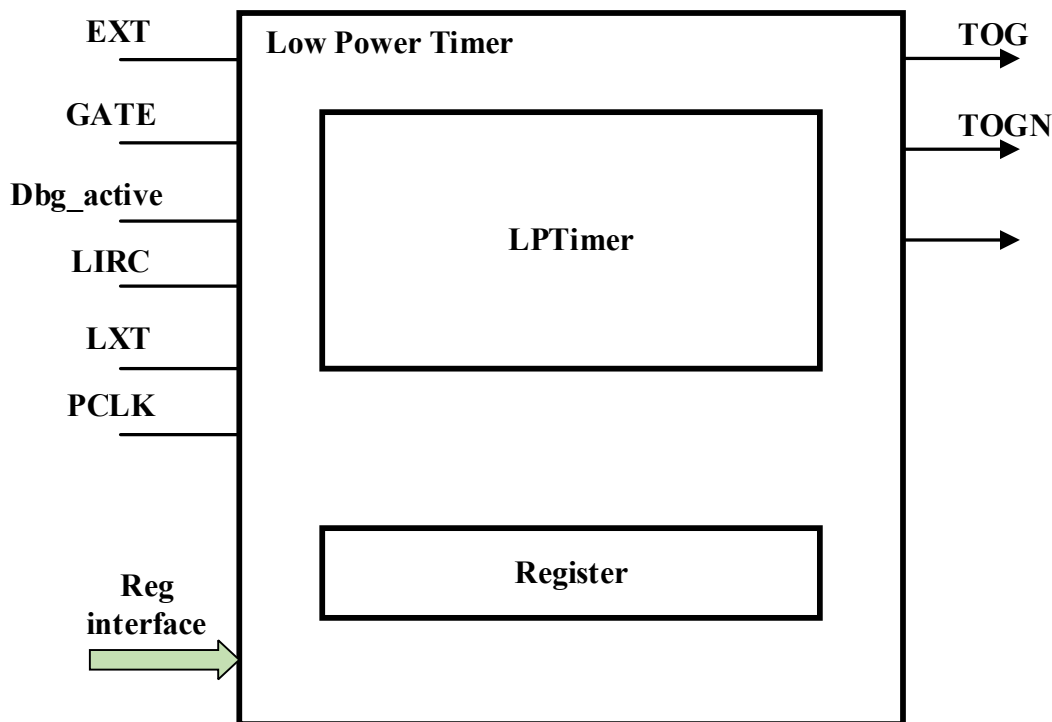 EXT
Low Power Timer
TOG
GATE
TOGN
Dbg_active
LPTimer
LIRC
LXT
PCLK
Register
Reg
interface